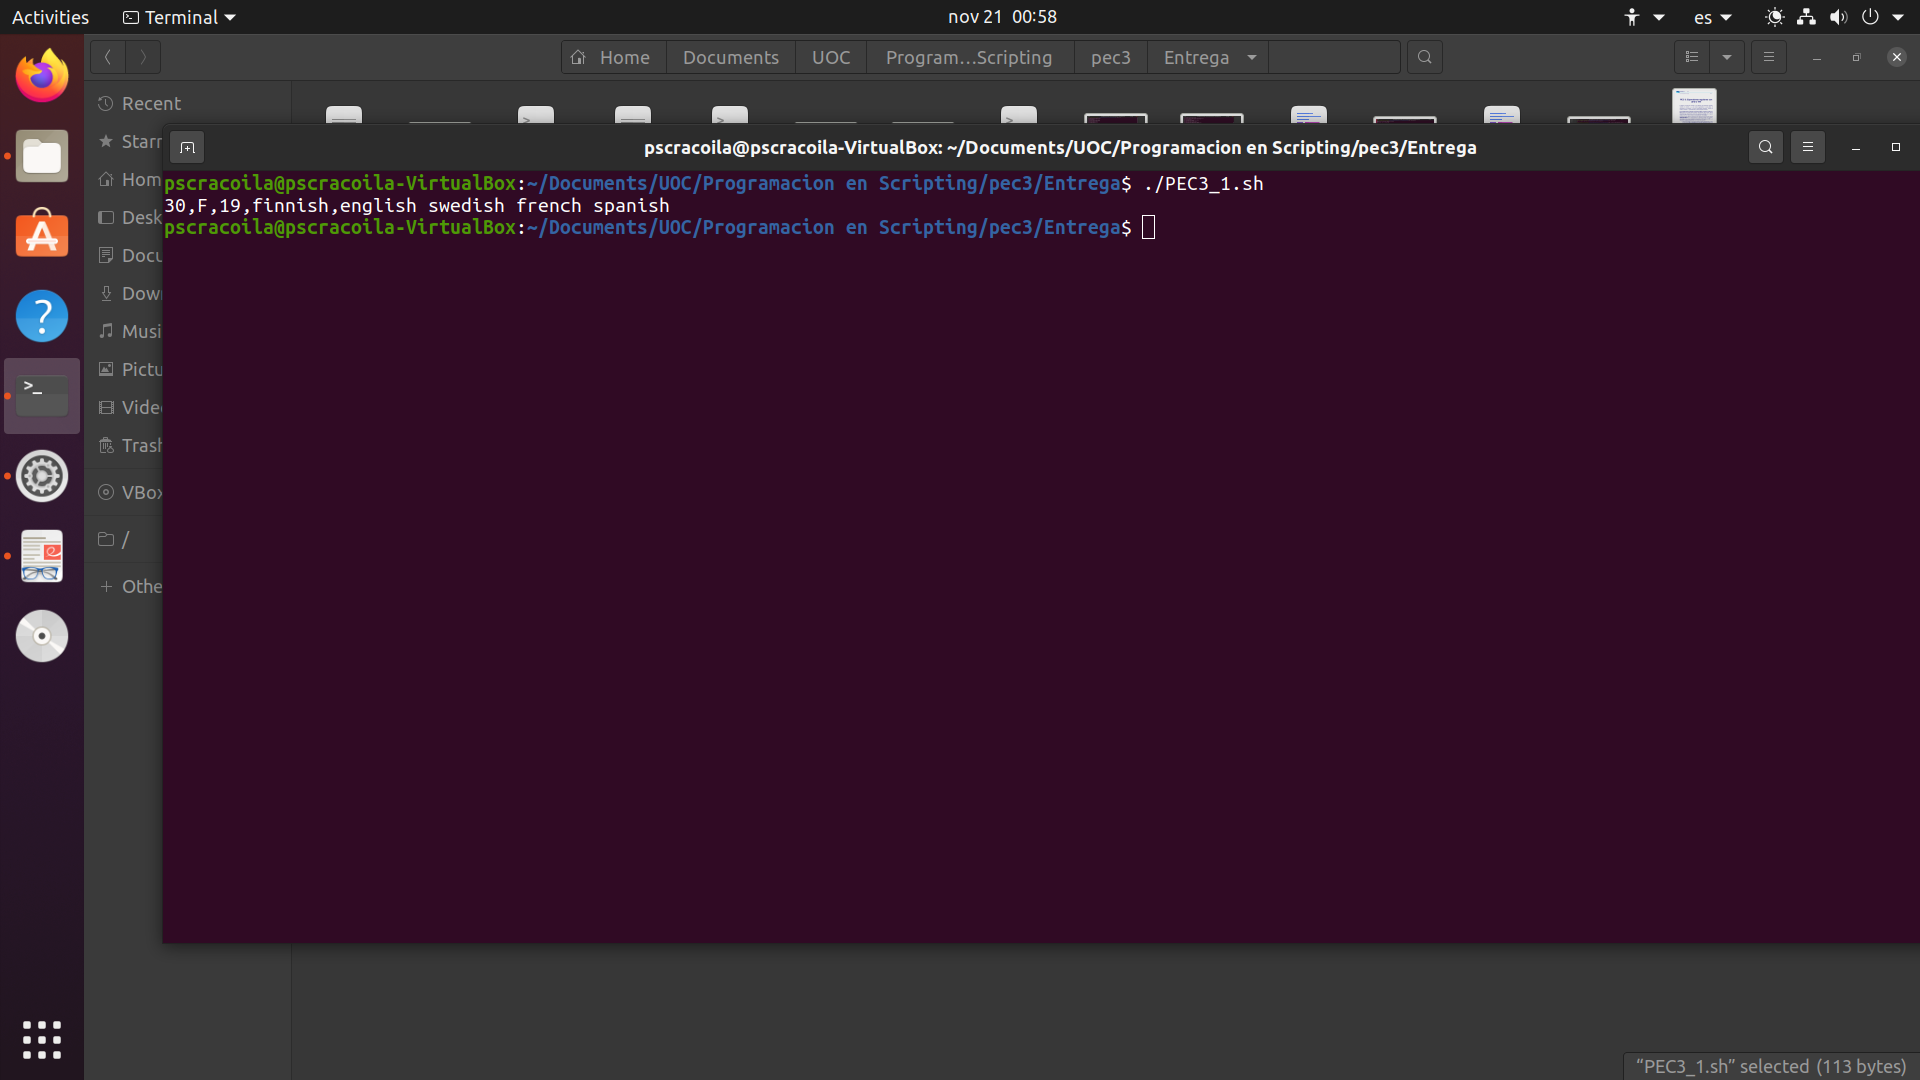 Activities
Terminal
nov 21 00:58
es
Home
Documents
UOC
Program…Scripting
pec3
Entrega
Recent
Starr
Hom
Desk
Docu
Dow
Musi
Pictu
Vide
Trash
VBox
/
Othe
pscracoila@pscracoila-VirtualBox: ~/Documents/UOC/Programacion en Scripting/pec3/Entrega
pscracoila@pscracoila-VirtualBox:~/Documents/UOC/Programacion en Scripting/pec3/Entrega$ ./PEC3_1.sh
30,F,19,finnish,english swedish french spanish
pscracoila@pscracoila-VirtualBox:~/Documents/UOC/Programacion en Scripting/pec3/Entrega$
“PEC3_1.sh” selected (113 bytes)